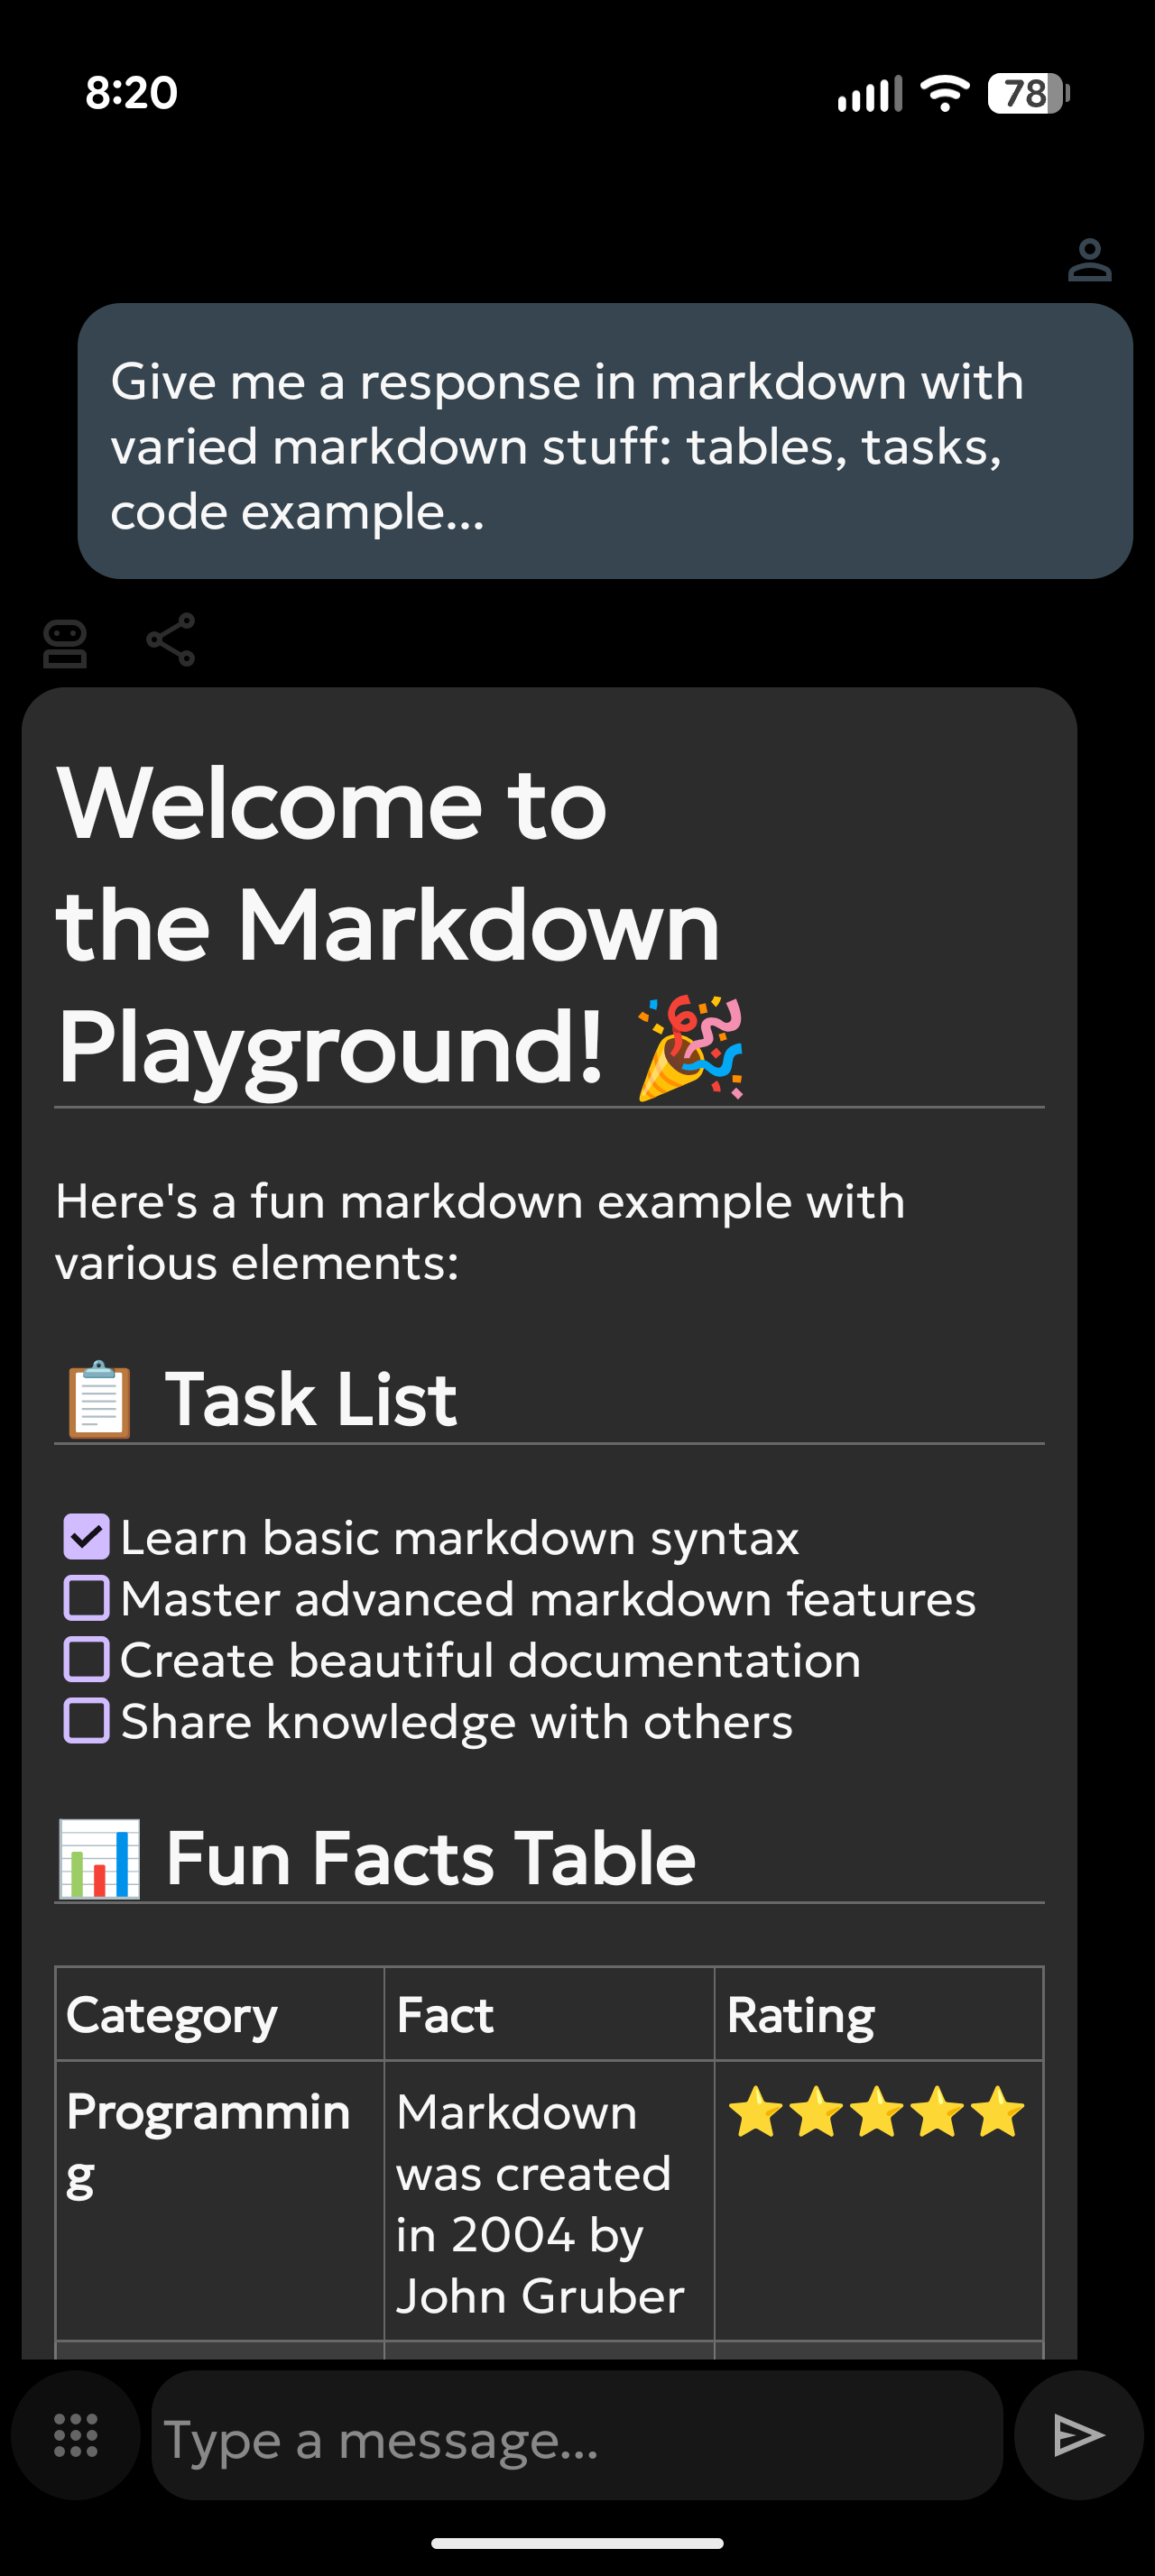 8:20
78
Give me a response in markdown with
varied markdown stuff: tables, tasks,
code example...
Welcome to
the Markdown
Playground! 🎉
Here's a fun markdown example with
various elements:
📋 Task List
Learn basic markdown syntax
Master advanced markdown features
Create beautiful documentation
Share knowledge with others
📊 Fun Facts Table
Category Fact Rating
Programmin Markdown ⭐⭐⭐⭐⭐
g was created
in 2004 by
John Gruber
Type a message...